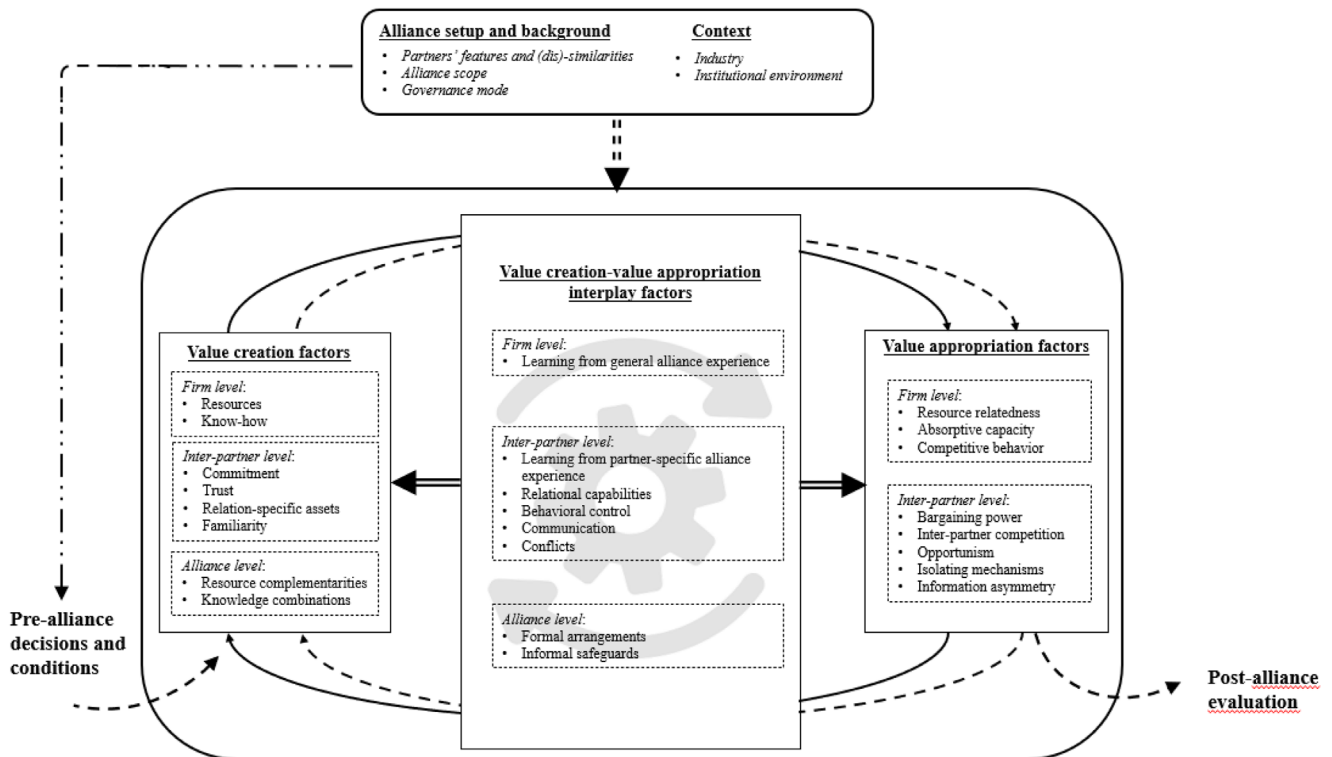 Alliance setup and background
• Partners’ features and (dis)-similarities
• Alliance scope
• Governance mode
Context
• Industry
• Institutional environment
Value creation-value appropriation
interplay factors
Firm level:
• Learning from general alliance experience
Inter-partner level:
• Learning from partner-specific alliance
experience
• Relational capabilities
• Behavioral control
• Communication
• Conflicts
Alliance level:
• Formal arrangements
• Informal safeguards
Value creation factors
Firm level:
• Resources
• Know-how
Inter-partner level:
• Commitment
• Trust
• Relation-specific assets
• Familiarity
Alliance level:
• Resource complementarities
• Knowledge combinations
Value appropriation factors
Firm level:
• Resource relatedness
• Absorptive capacity
• Competitive behavior
Inter-partner level:
• Bargaining power
• Inter-partner competition
• Opportunism
• Isolating mechanisms
• Information asymmetry
Pre-alliance
decisions and
conditions
Post-alliance
evaluation